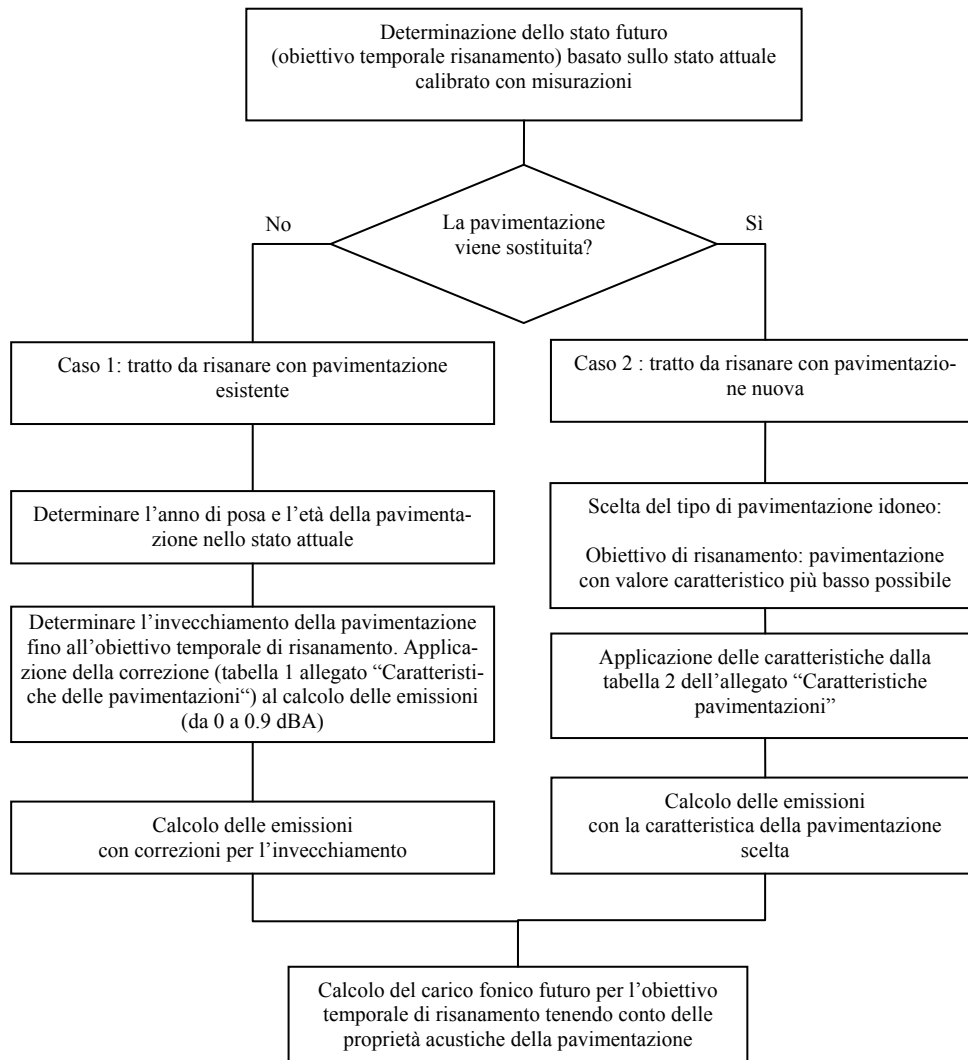 Determinazione dello stato futuro
(obiettivo temporale risanamento) basato sullo stato attuale
calibrato con misurazioni
La pavimentazione
viene sostituita?
No
Sì
Caso 1: tratto da risanare con pavimentazione
esistente
Determinare l’anno di posa e l’età della pavimenta-
zione nello stato attuale
Determinare l’invecchiamento della pavimentazione
fino all’obiettivo temporale di risanamento. Applica-
zione della correzione (tabella 1 allegato “Caratteristi-
che delle pavimentazioni“) al calcolo delle emissioni
(da 0 a 0.9 dBA)
Calcolo delle emissioni
con correzioni per l’invecchiamento
Caso 2 : tratto da risanare con pavimentazio-
ne nuova
Scelta del tipo di pavimentazione idoneo:
Obiettivo di risanamento: pavimentazione
con valore caratteristico più basso possibile
Applicazione delle caratteristiche dalla
tabella 2 dell’allegato “Caratteristiche
pavimentazioni”
Calcolo delle emissioni
con la caratteristica della pavimentazione
scelta
Calcolo del carico fonico futuro per l’obiettivo
temporale di risanamento tenendo conto delle
proprietà acustiche della pavimentazione